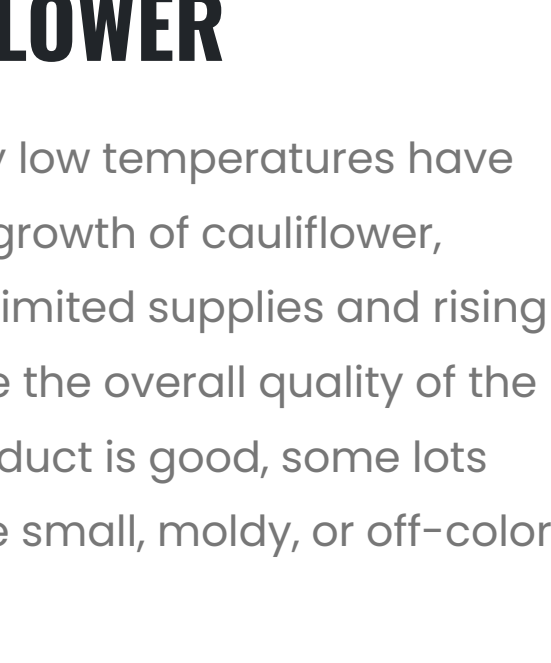 LOWER
low temperatures have
growth of cauliflower,
limited supplies and rising
the overall quality of the
duct is good, some lots
small, moldy, or off-color